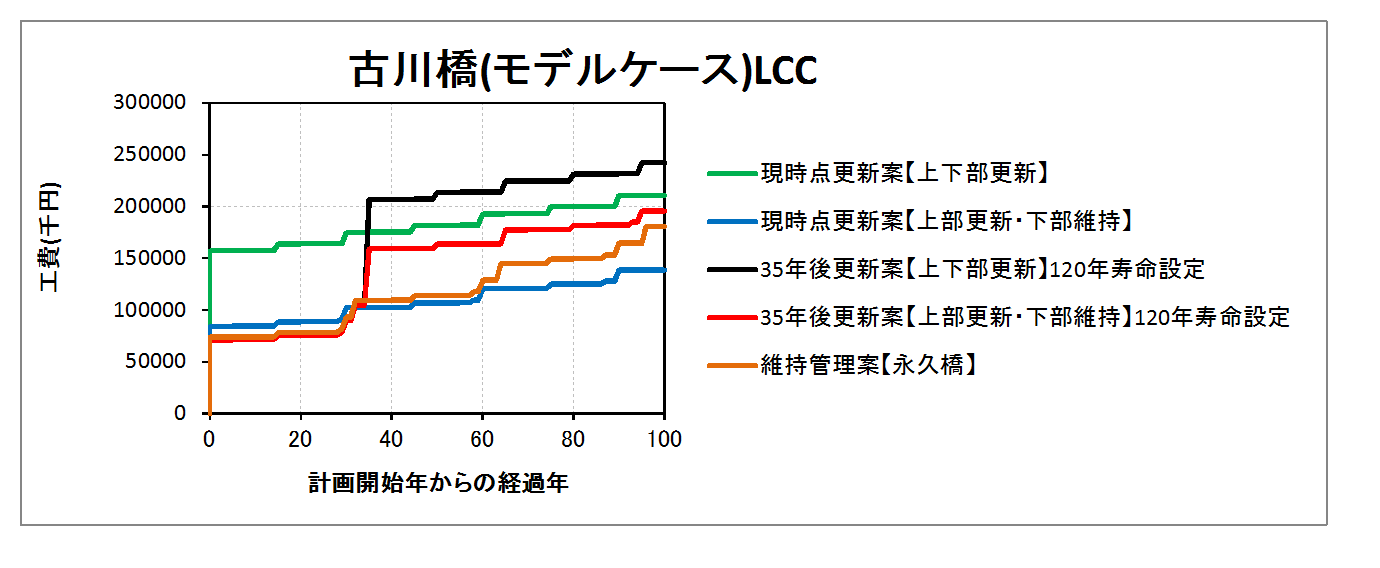 古川橋(モデルケース)LCC
工費(千円)
300000
250000
200000
150000
100000
50000
0
0 20 40 60 80 100
計画開始年からの経過年
現時点更新案【上下部更新】
現時点更新案【上部更新・下部維持】
35年後更新案【上下部更新】120年寿命設定
35年後更新案【上部更新・下部維持】120年寿命設定
維持管理案【永久橋】